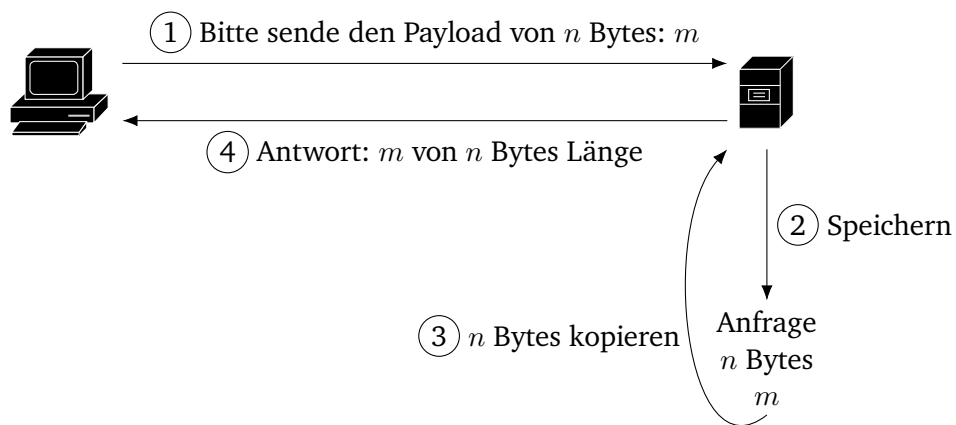 1 Bitte sende den Payload von n Bytes: m
4 Antwort: m von n Bytes Länge
2 Speichern
3 n Bytes kopieren
Anfrage
n Bytes
m